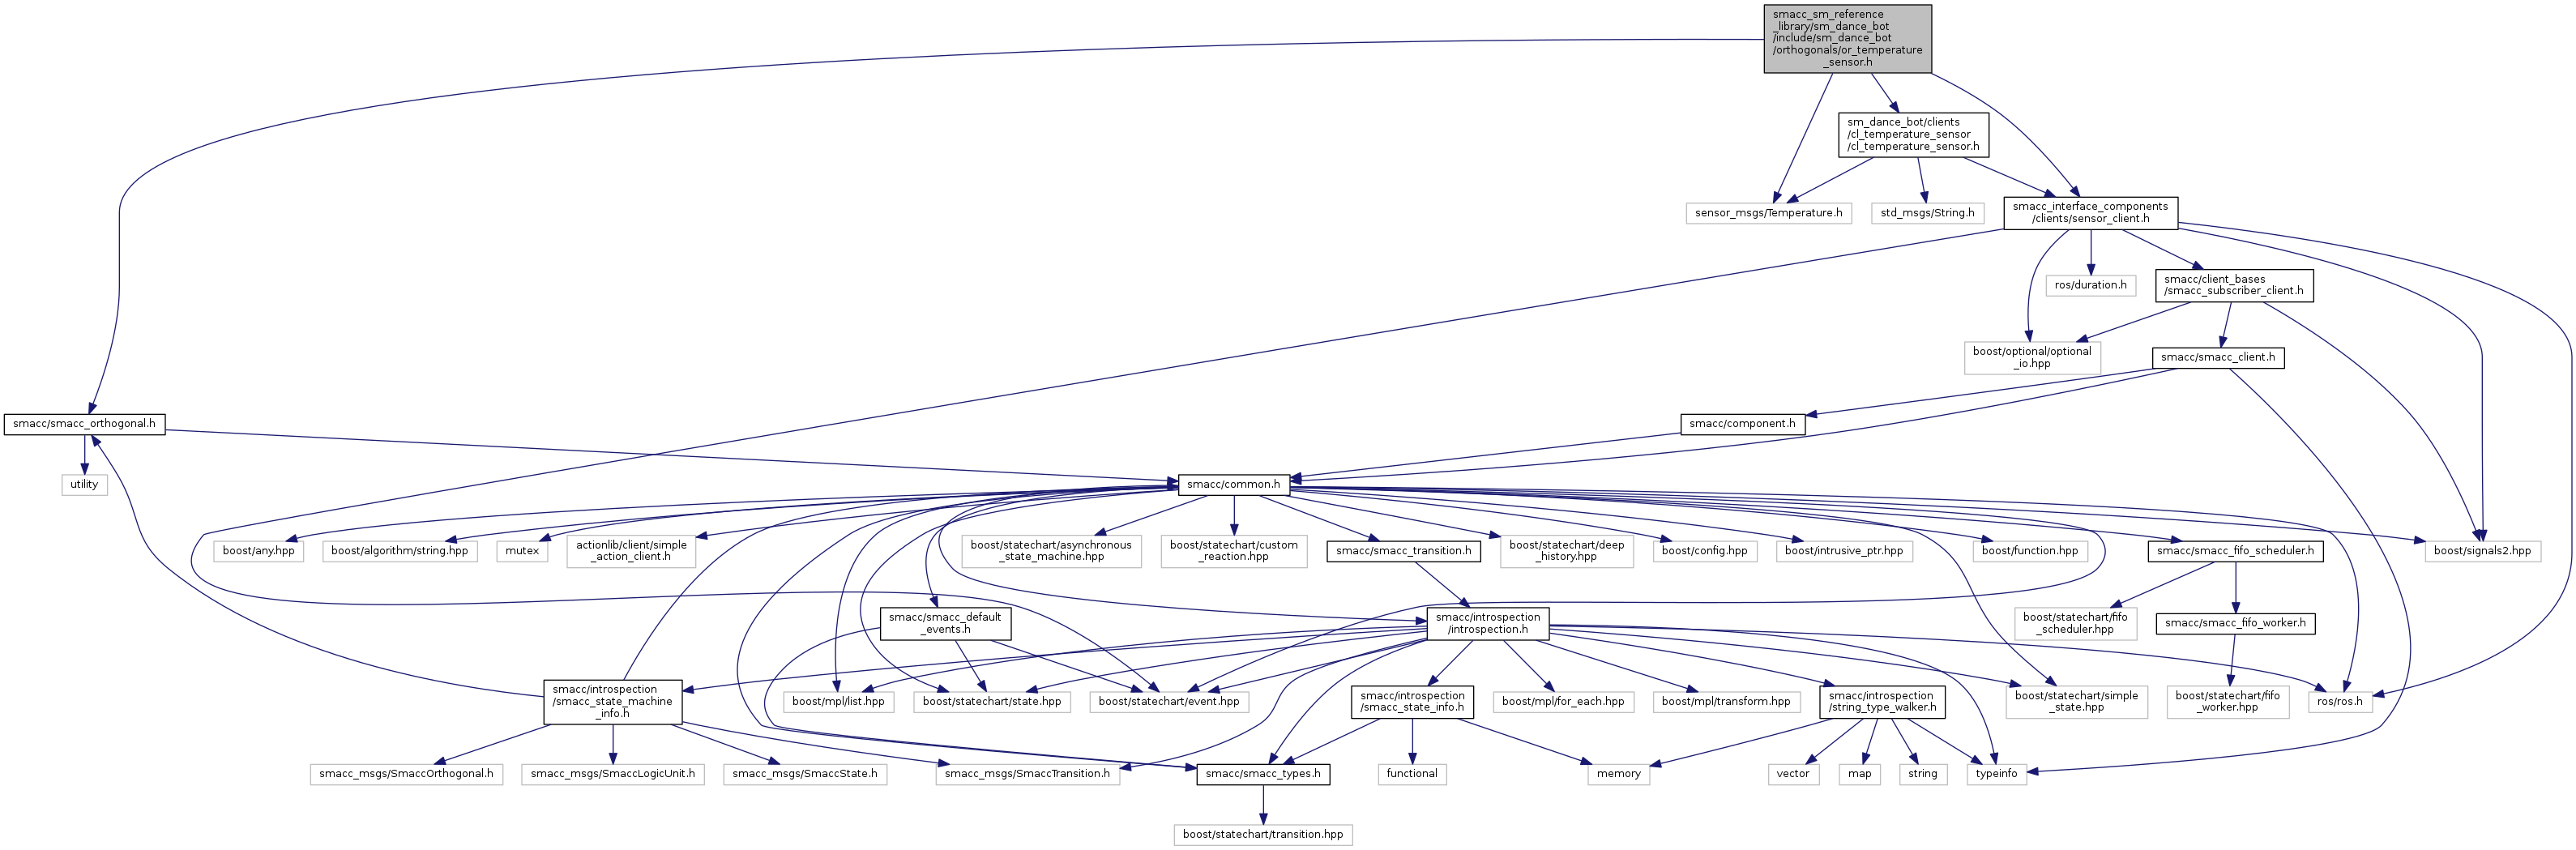 smacc_sm_reference
_library/sm_dance_bot
/include/sm_dance_bot
/orthogonals/or_temperature
_sensor.h
sm_dance_bot/clients
/cl_temperature_sensor
/cl_temperature_sensor.h
sensor_msgs/Temperature.h
std_msgs/String.h
smacc_interface_components
/clients/sensor_client.h
ros/duration.h
smacc/client_bases
/smacc_subscriber_client.h
boost/optional/optional
_io.hpp
smacc/smacc_client.h
smacc/smacc_orthogonal.h
smacc/component.h
utility
smacc/common.h
boost/any.hpp
boost/algorithm/string.hpp
mutex
actionlib/client/simple
_action_client.h
boost/statechart/asynchronous
_state_machine.hpp
boost/statechart/custom
_reaction.hpp
smacc/smacc_transition.h
boost/statechart/deep
_history.hpp
boost/config.hpp
boost/intrusive_ptr.hpp
boost/function.hpp
smacc/smacc_fifo_scheduler.h
boost/signals2.hpp
smacc/smacc_default
_events.h
smacc/introspection
/introspection.h
boost/statechart/fifo
_scheduler.hpp
smacc/smacc_fifo_worker.h
smacc/introspection
/smacc_state_machine
_info.h
boost/mpl/list.hpp
boost/statechart/state.hpp
boost/statechart/event.hpp
smacc/introspection
/smacc_state_info.h
boost/mpl/for_each.hpp
boost/mpl/transform.hpp
smacc/introspection
/string_type_walker.h
boost/statechart/simple
_state.hpp
boost/statechart/fifo
_worker.hpp
ros/ros.h
smacc_msgs/SmaccOrthogonal.h
smacc_msgs/SmaccLogicUnit.h
smacc_msgs/SmaccState.h
smacc_msgs/SmaccTransition.h
smacc/smacc_types.h
functional
memory
vector
map
string
typeinfo
boost/statechart/transition.hpp